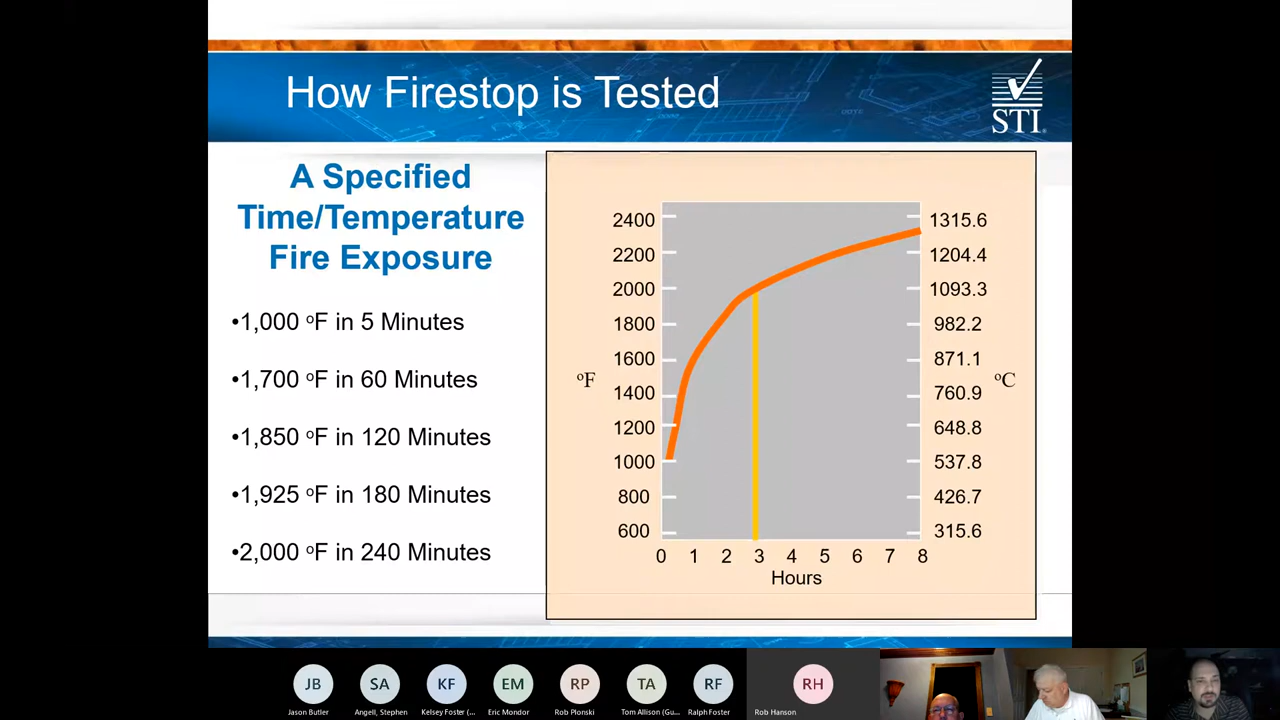 How Firestop is Tested
STI®
A Specified
Time/Temperature
Fire Exposure
•1,000 ºF in 5 Minutes
•1,700 ºF in 60 Minutes
•1,850 ºF in 120 Minutes
•1,925 ºF in 180 Minutes
•2,000 ºF in 240 Minutes
2400 1315.6
2200 1204.4
2000 1093.3
1800 982.2
1600 871.1
ºF ºC
1400 760.9
1200 648.8
1000 537.8
800 426.7
600 315.6
0 1 2 3 4 5 6 7 8
Hours
JB SA KF EM RP TA RF RH
Jason Butler Angell, Stephen Kelsey Foster (... Eric Mondor Rob Plonski Tom Allison (Gu... Ralph Foster Rob Hanson